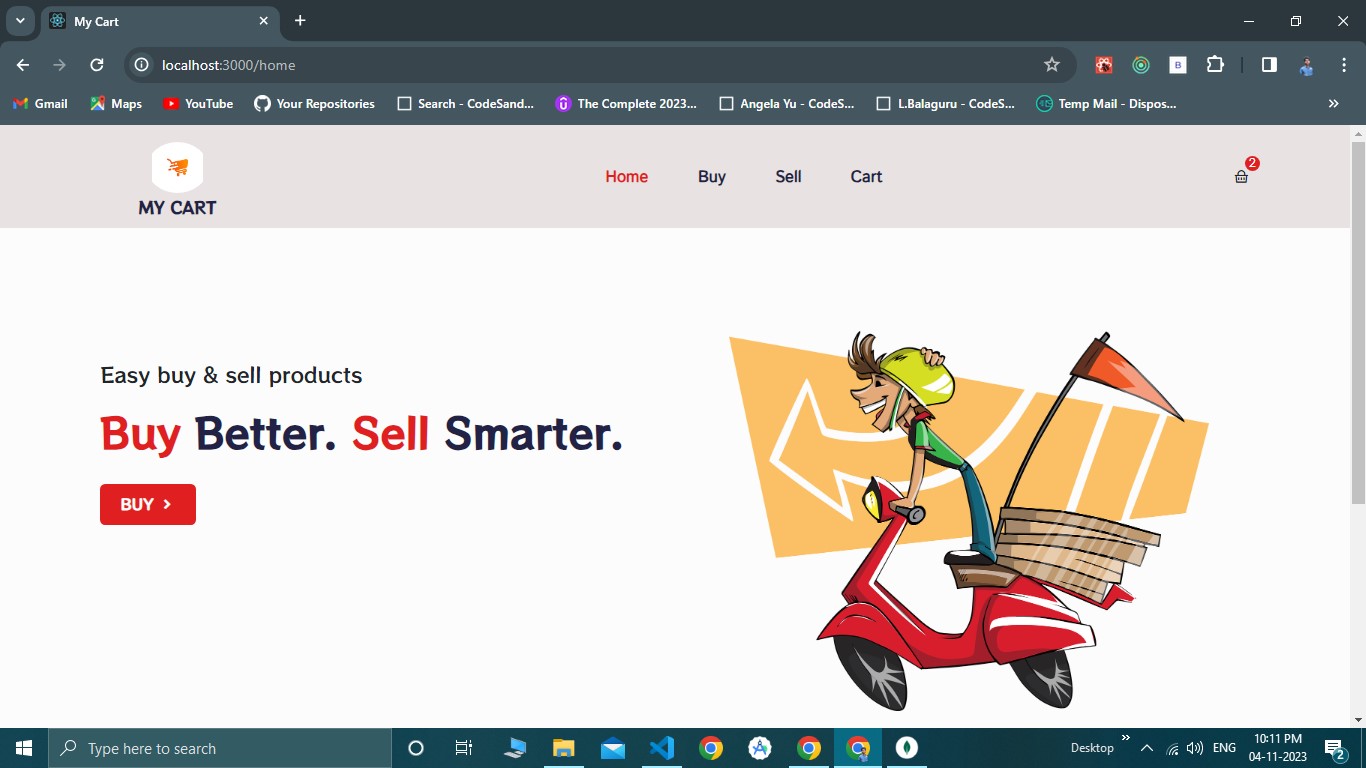 My Cart
localhost:3000/home
Gmail
Maps
YouTube
Your Repositories
Search - CodeSand...
The Complete 2023...
Angela Yu - CodeS...
L.Balaguru - CodeS...
Temp Mail - Dispos...
MY CART
Home
Buy
Sell
Cart
2
Easy buy & sell products
Buy Better. Sell Smarter.
BUY
Type here to search
Desktop
ENG
10:11 PM
04-11-2023
2